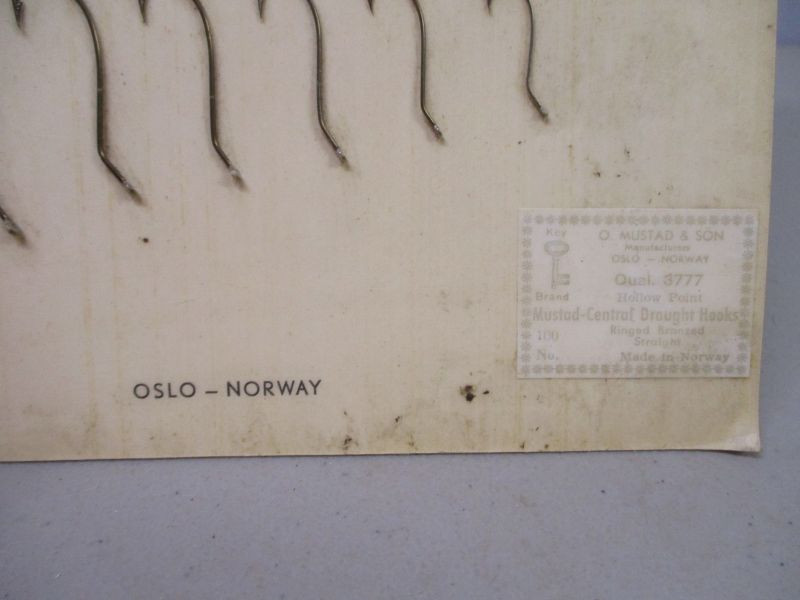 Key
Brand
O. MUSTAD & SON
Manufacturers
OSLO – NORWAY
Qual. 3777
Hollow Point
Mustad-Central Draught Hooks
100
Ringed Bronzed
Straight
No.
Made in Norway
OSLO – NORWAY